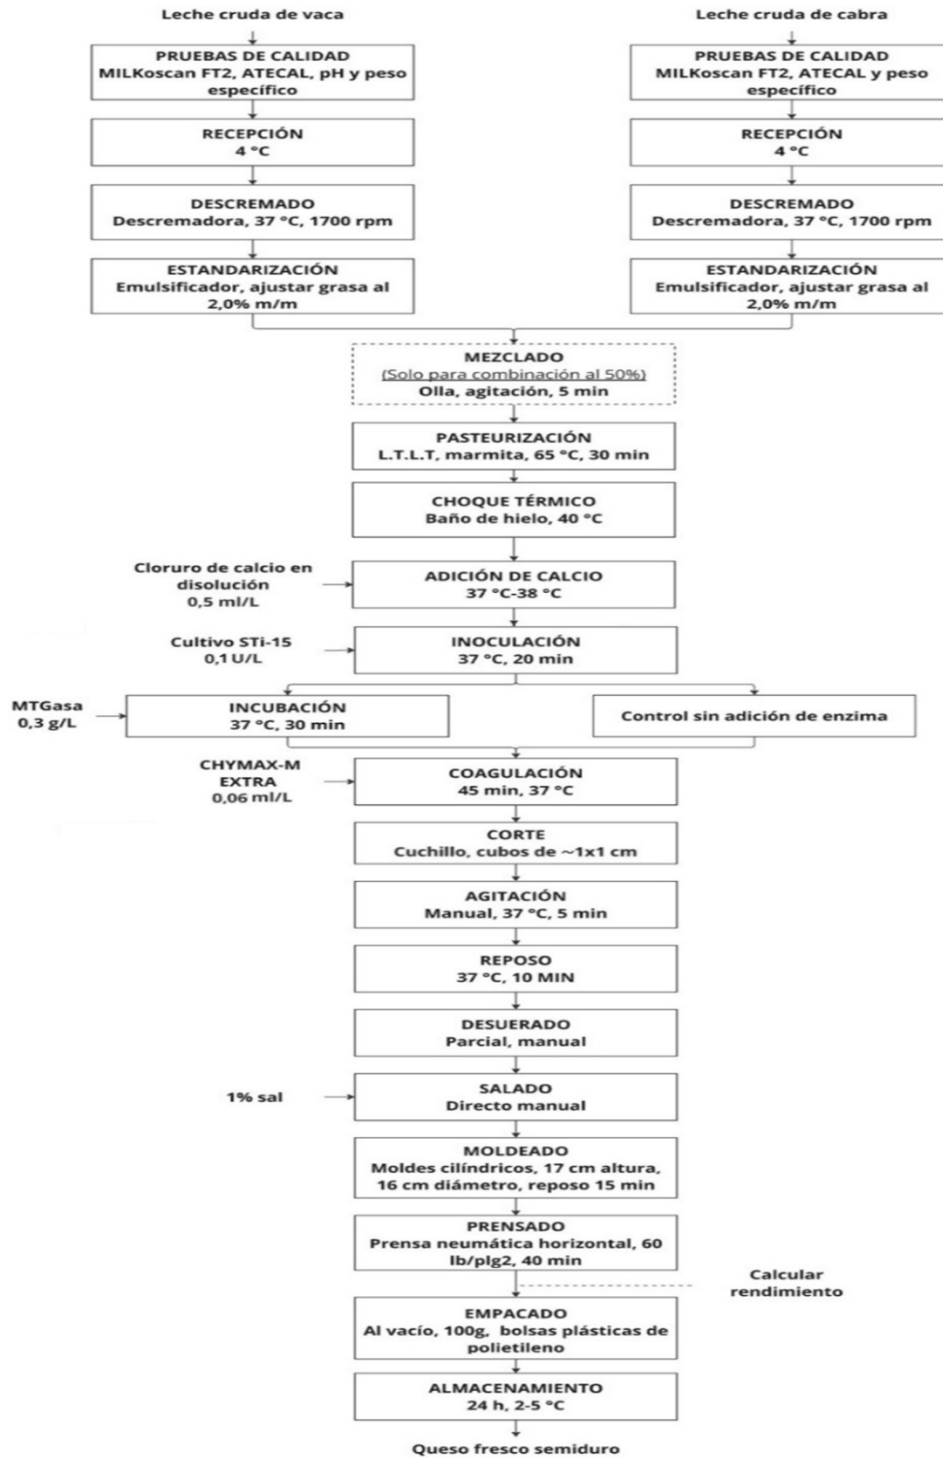 Leche cruda de vaca
PRUEBAS DE CALIDAD
MILKoscan FT2, ATECAL, pH y peso
específico
RECEPCIÓN
4 °C
DESCREMADO
Descremadora, 37 °C, 1700 rpm
ESTANDARIZACIÓN
Emulsificador, ajustar grasa al
2,0% m/m
Leche cruda de cabra
PRUEBAS DE CALIDAD
MILKoscan FT2, ATECAL y peso
específico
RECEPCIÓN
4 °C
DESCREMADO
Descremadora, 37 °C, 1700 rpm
ESTANDARIZACIÓN
Emulsificador, ajustar grasa al
2,0% m/m
MEZCLADO
(Solo para combinación al 50%)
Olla, agitación, 5 min
PASTEURIZACIÓN
L.T.L.T, marmita, 65 °C, 30 min
CHOQUE TÉRMICO
Baño de hielo, 40 °C
Cloruro de calcio en
disolución
0,5 ml/L
ADICIÓN DE CALCIO
37 °C-38 °C
Cultivo STi-15
0,1 U/L
INOCULACIÓN
37 °C, 20 min
MTGasa
0,3 g/L
INCUBACIÓN
37 °C, 30 min
Control sin adición de enzima
CHYMAX-M
EXTRA
0,06 ml/L
COAGULACIÓN
45 min, 37 °C
CORTE
Cuchillo, cubos de ~1x1 cm
AGITACIÓN
Manual, 37 °C, 5 min
REPOSO
37 °C, 10 MIN
DESUERADO
Parcial, manual
1% sal
SALADO
Directo manual
MOLDEADO
Moldes cilíndricos, 17 cm altura,
16 cm diámetro, reposo 15 min
PRENSADO
Prensa neumática horizontal, 60
lb/plg2, 40 min
Calcular
rendimiento
EMPACADO
Al vacío, 100g, bolsas plásticas de
polietileno
ALMACENAMIENTO
24 h, 2-5 °C
Queso fresco semiduro